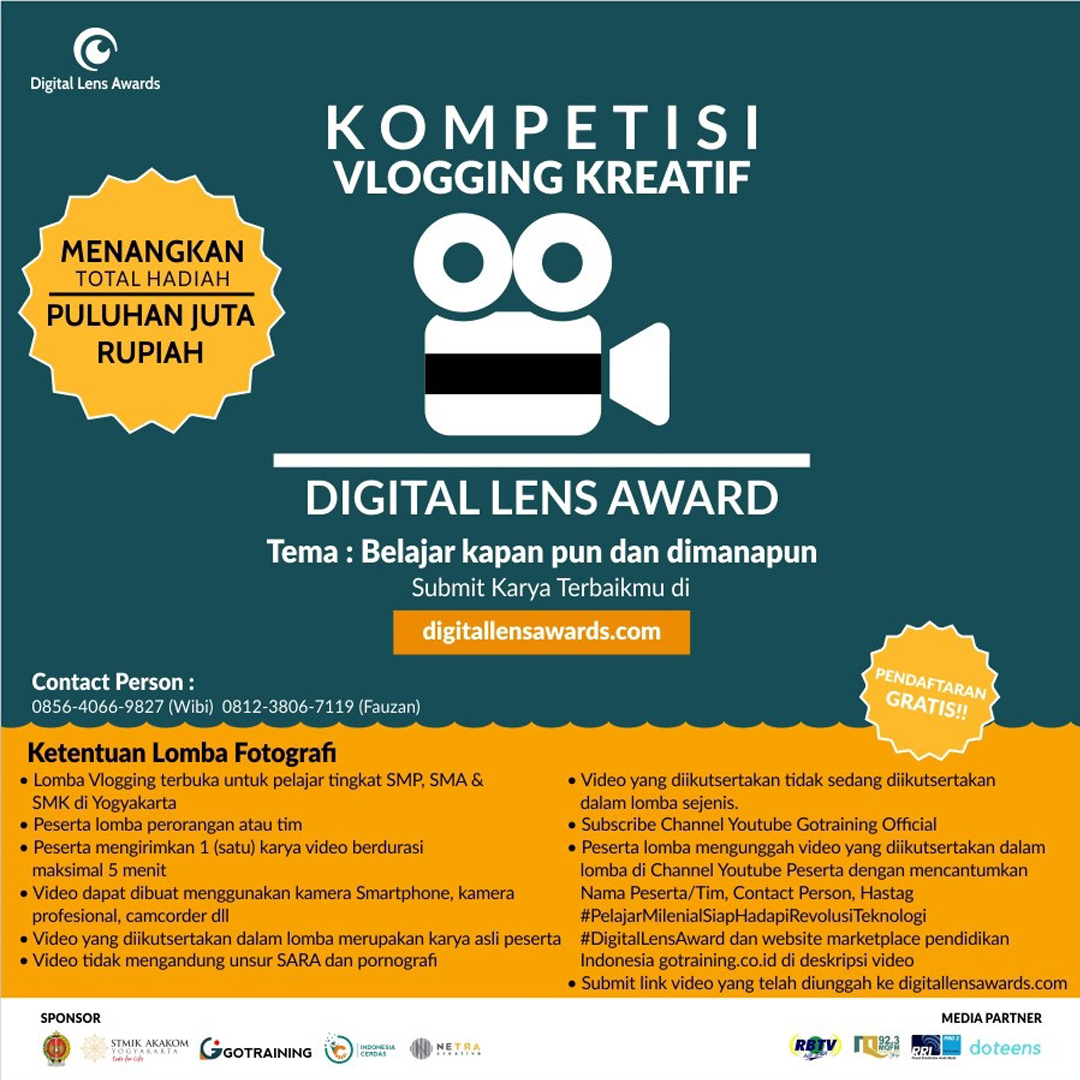 Digital Lens Awards
KOMPETISI
VLOGGING KREATIF
MENANGKAN
TOTAL HADIAH
PULUHAN JUTA
RUPIAH
DIGITAL LENS AWARD
Tema : Belajar kapan pun dan dimanapun
Submit Karya Terbaikmu di
digitallensawards.com
Contact Person :
0856-4066-9827 (Wibi)  0812-3806-7119 (Fauzan)
PENDAFTARAN
GRATIS!!
Ketentuan Lomba Fotografi
• Lomba Vlogging terbuka untuk pelajar tingkat SMP, SMA &
SMK di Yogyakarta
• Peserta lomba perorangan atau tim
• Peserta mengirimkan 1 (satu) karya video berdurasi
maksimal 5 menit
• Video dapat dibuat menggunakan kamera Smartphone, kamera
profesional, camcorder dll
• Video yang diikutsertakan dalam lomba merupakan karya asli peserta
• Video tidak mengandung unsur SARA dan pornografi
• Video yang diikutsertakan tidak sedang diikutsertakan
dalam lomba sejenis.
• Subscribe Channel Youtube Gotraining Official
• Peserta lomba mengunggah video yang diikutsertakan dalam
lomba di Channel Youtube Peserta dengan mencantumkan
Nama Peserta/Tim, Contact Person, Hastag
#PelajarMilenialSiapHadapiRevolusiTeknologi
#DigitalLensAward dan website marketplace pendidikan
Indonesia gotraining.co.id di deskripsi video
• Submit link video yang telah diunggah ke digitallensawards.com
SPONSOR
STMIK AKAKOM
YOGYAKARTA
GOTRAINING
INDONESIA
CERDAS
NETRA
creative
MEDIA PARTNER
RBTV
92.3
MQFM
RRI
PRO 2
doteens